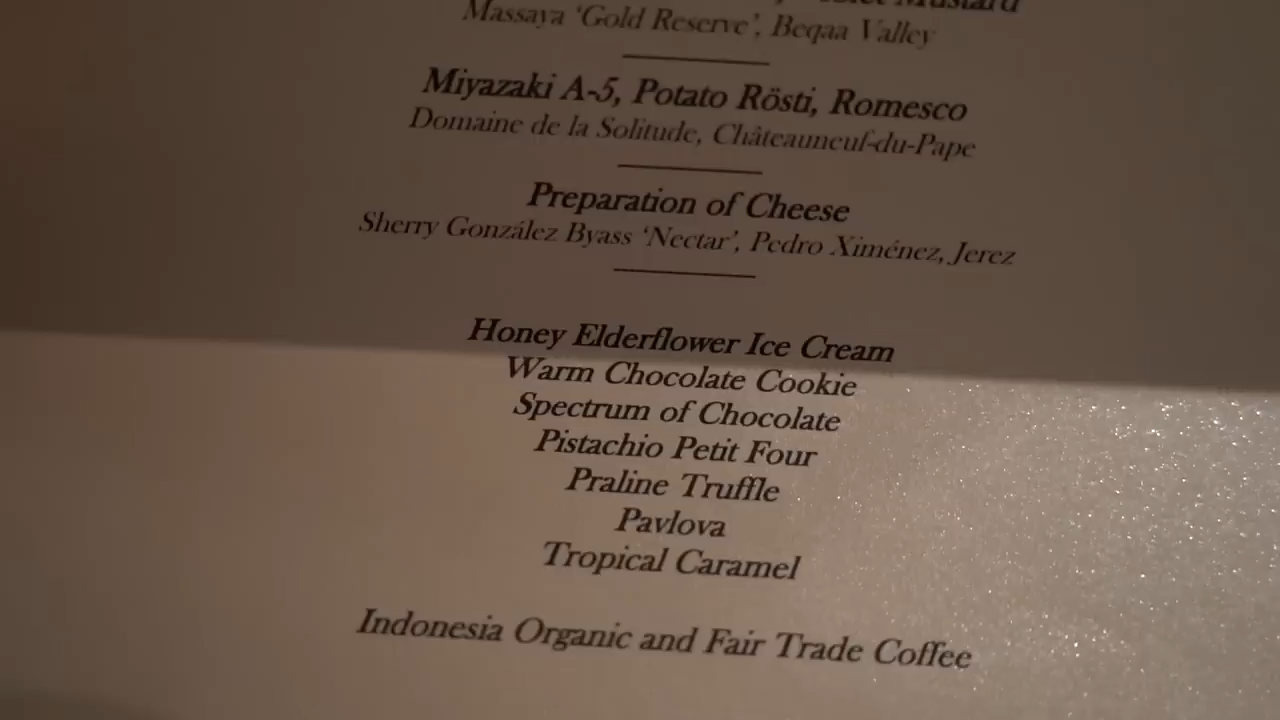 Mustard
Massaya ‘Gold Reserve’, Beqaa Valley
Miyazaki A-5, Potato Rösti, Romesco
Domaine de la Solitude, Châteauneuf-du-Pape
Preparation of Cheese
Sherry González Byass ‘Nectar’, Pedro Ximénez, Jerez
Honey Elderflower Ice Cream
Warm Chocolate Cookie
Spectrum of Chocolate
Pistachio Petit Four
Praline Truffle
Pavlova
Tropical Caramel
Indonesia Organic and Fair Trade Coffee